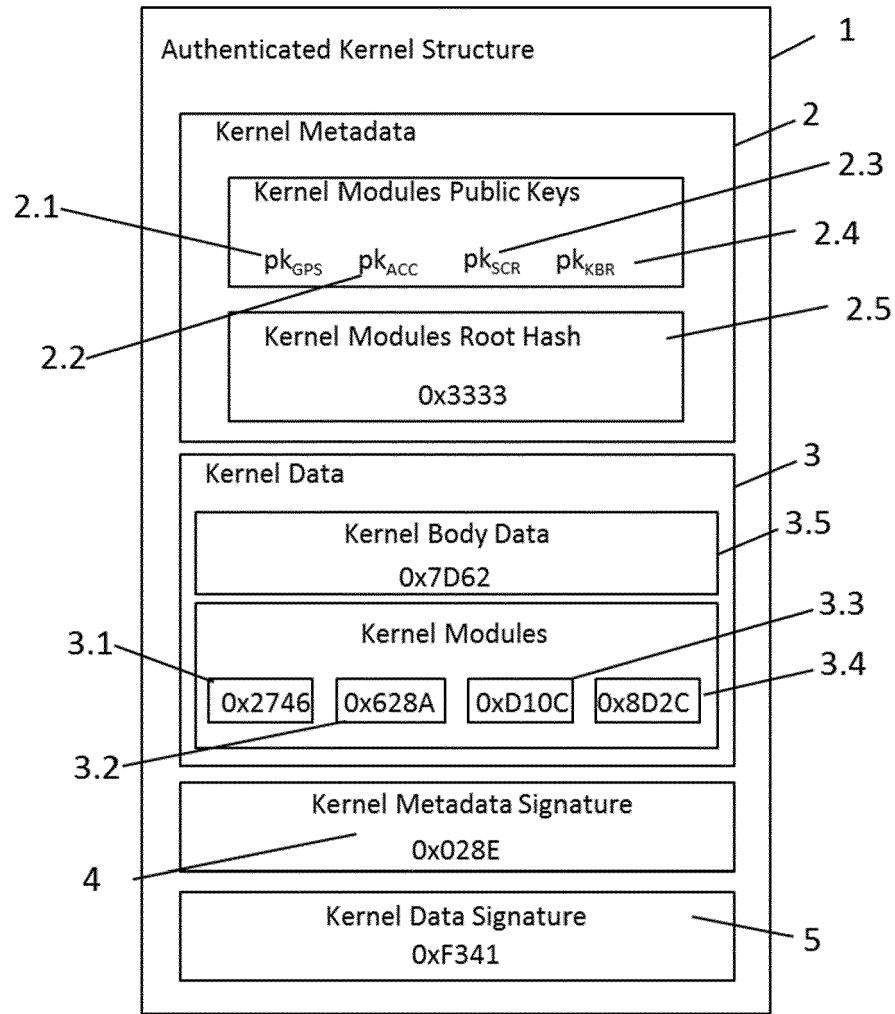 Authenticated Kernel Structure
1
Kernel Metadata
2
Kernel Modules Public Keys
2.3
2.1
pkGPS pkACC pkSCR pkKBR
2.4
2.2
Kernel Modules Root Hash
2.5
0x3333
Kernel Data
3
Kernel Body Data
3.5
0x7D62
Kernel Modules
3.3
3.1
3.4
0x2746 0x628A 0xD10C 0x8D2C
3.2
Kernel Metadata Signature
0x028E
4
Kernel Data Signature
5
0xF341